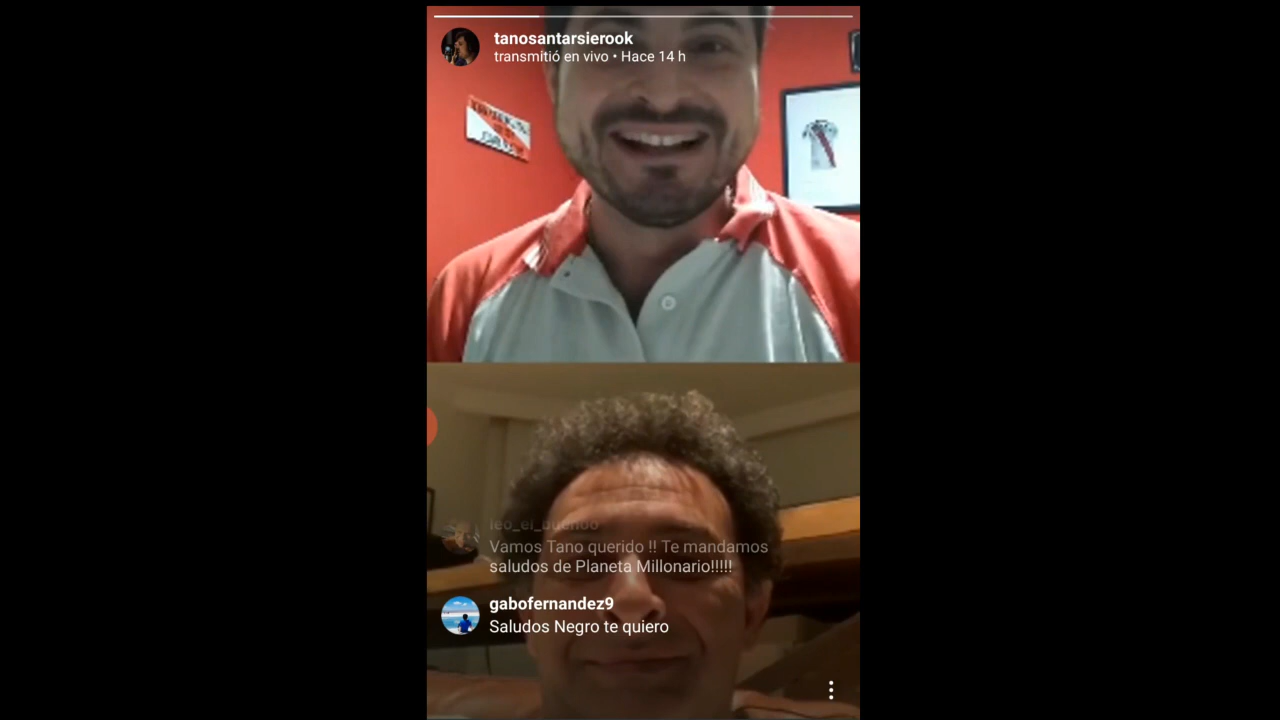 tanosantarsierook
transmitió en vivo • Hace 14 h
Vamos Tano querido !! Te mandamos
saludos de Planeta Millonario!!!!!
gabofernandez9
Saludos Negro te quiero